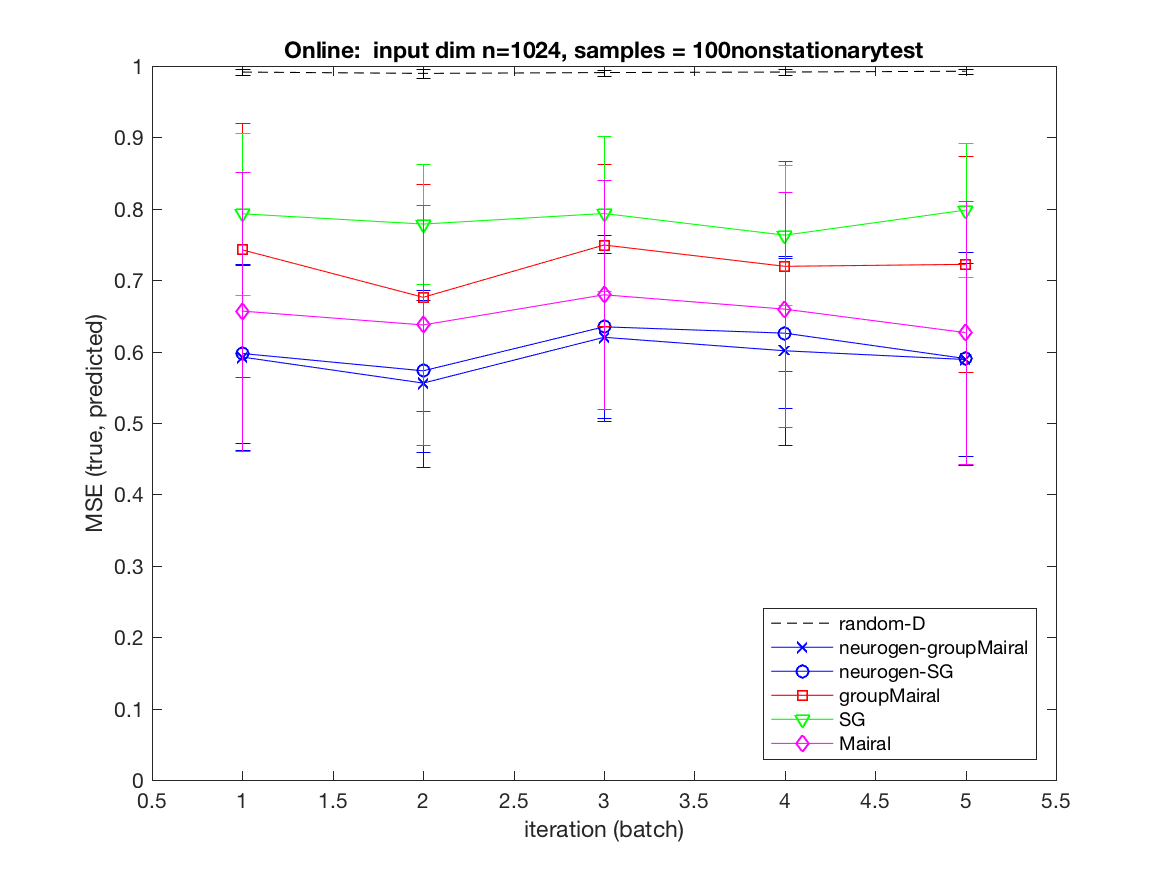 Online:  input dim n=1024, samples = 100nonstationarytest
1
0.9
0.8
0.7
0.6
0.5
0.4
0.3
0.2
0.1
0
MSE (true, predicted)
random-D
neurogen-groupMairal
neurogen-SG
groupMairal
SG
Mairal
0.5 1 1.5 2 2.5 3 3.5 4 4.5 5 5.5
iteration (batch)